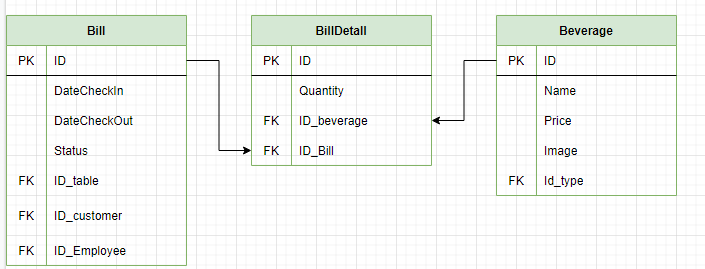 Bill
PK ID
DateCheckIn
DateCheckOut
Status
FK ID_table
FK ID_customer
FK ID_Employee
BillDetall
PK ID
Quantity
FK ID_beverage
FK ID_Bill
Beverage
PK ID
Name
Price
Image
FK Id_type